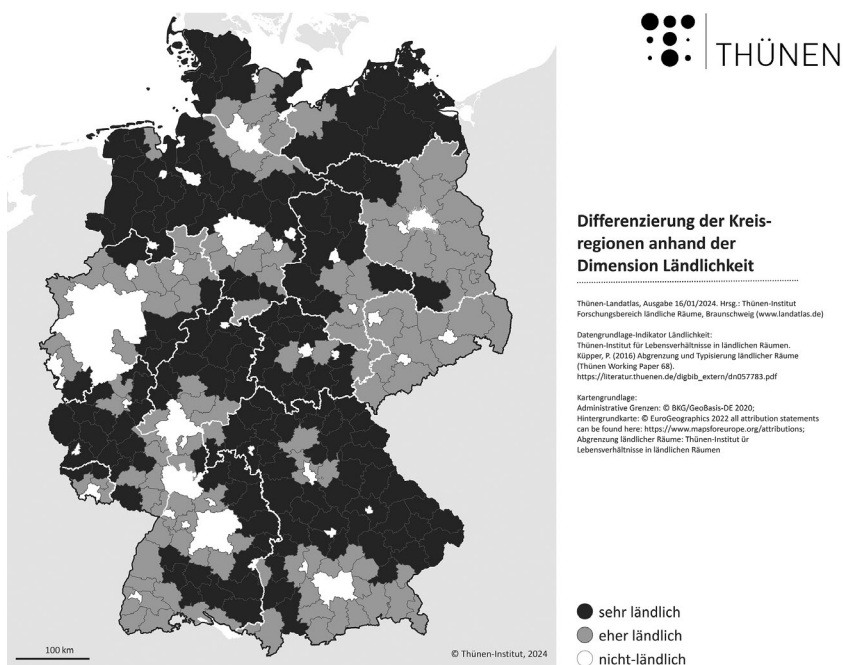 THÜNEN
Differenzierung der Kreis-
regionen anhand der
Dimension Ländlichkeit
Thünen-Landatlas, Ausgabe 16/01/2024. Hrsg.: Thünen-Institut
Forschungsbereich ländliche Räume, Braunschweig (www.landatlas.de)
Datengrundlage-Indikator Ländlichkeit:
Thünen-Institut für Lebensverhältnisse in ländlichen Räumen.
Küpper, P. (2016) Abgrenzung und Typisierung ländlicher Räume
(Thünen Working Paper 68).
https://literatur.thuenen.de/digbib_extern/dn057783.pdf
Kartengrundlage:
Administrative Grenzen: © BKG/GeoBasis-DE 2020;
Hintergrundkarte: © EuroGeographics 2022 all attribution statements
can be found here: https://www.mapsforeurope.org/attributions;
Abgrenzung ländlicher Räume: Thünen-Institut ür
Lebensverhältnisse in ländlichen Räumen
sehr ländlich
eher ländlich
nicht-ländlich
100 km
© Thünen-Institut, 2024